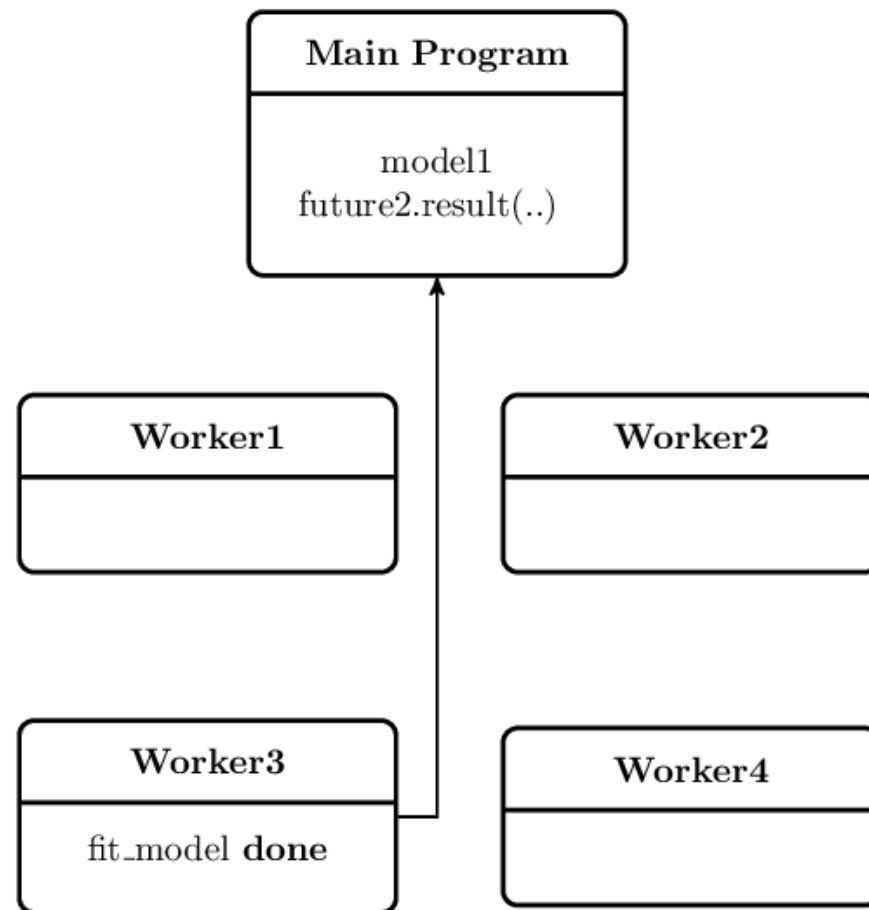 Main Program
model1
future2.result(..)
Worker1
Worker2
Worker3
fit_model done
Worker4